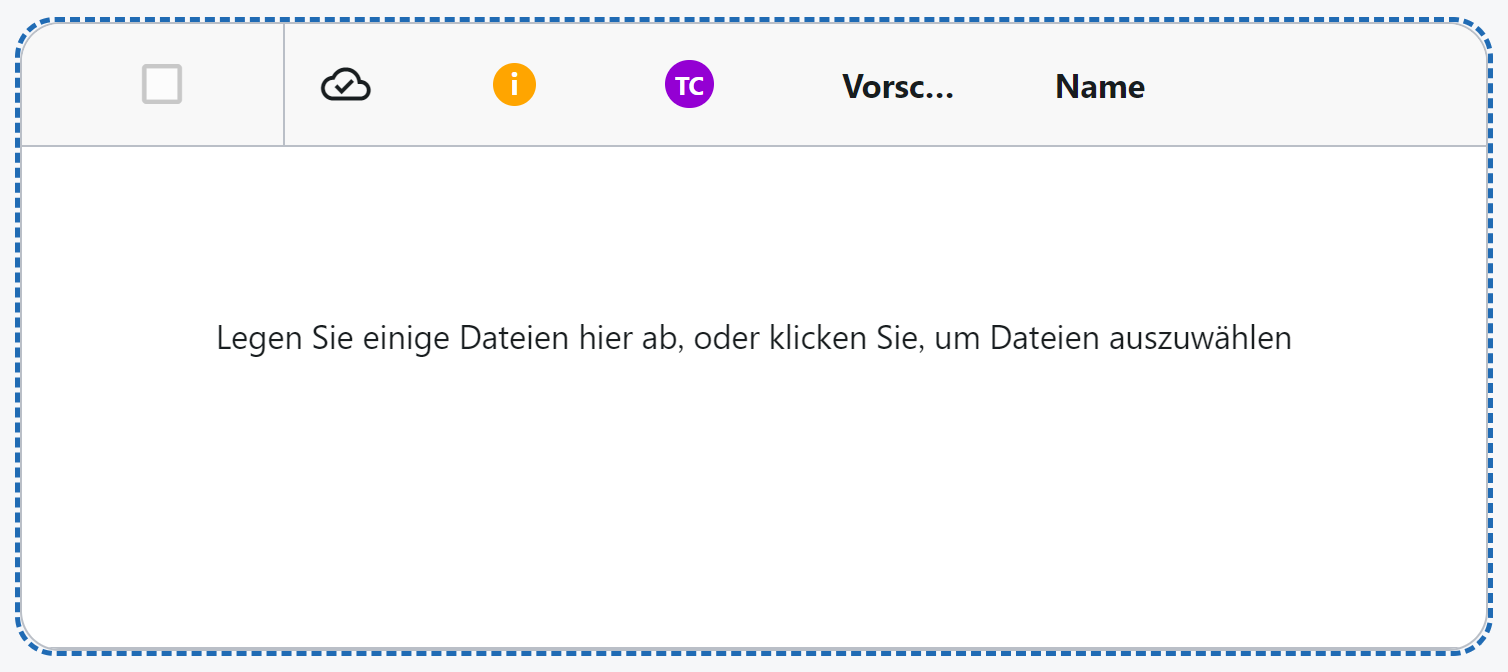 i TC Vorsc... Name
Legen Sie einige Dateien hier ab, oder klicken Sie, um Dateien auszuwählen